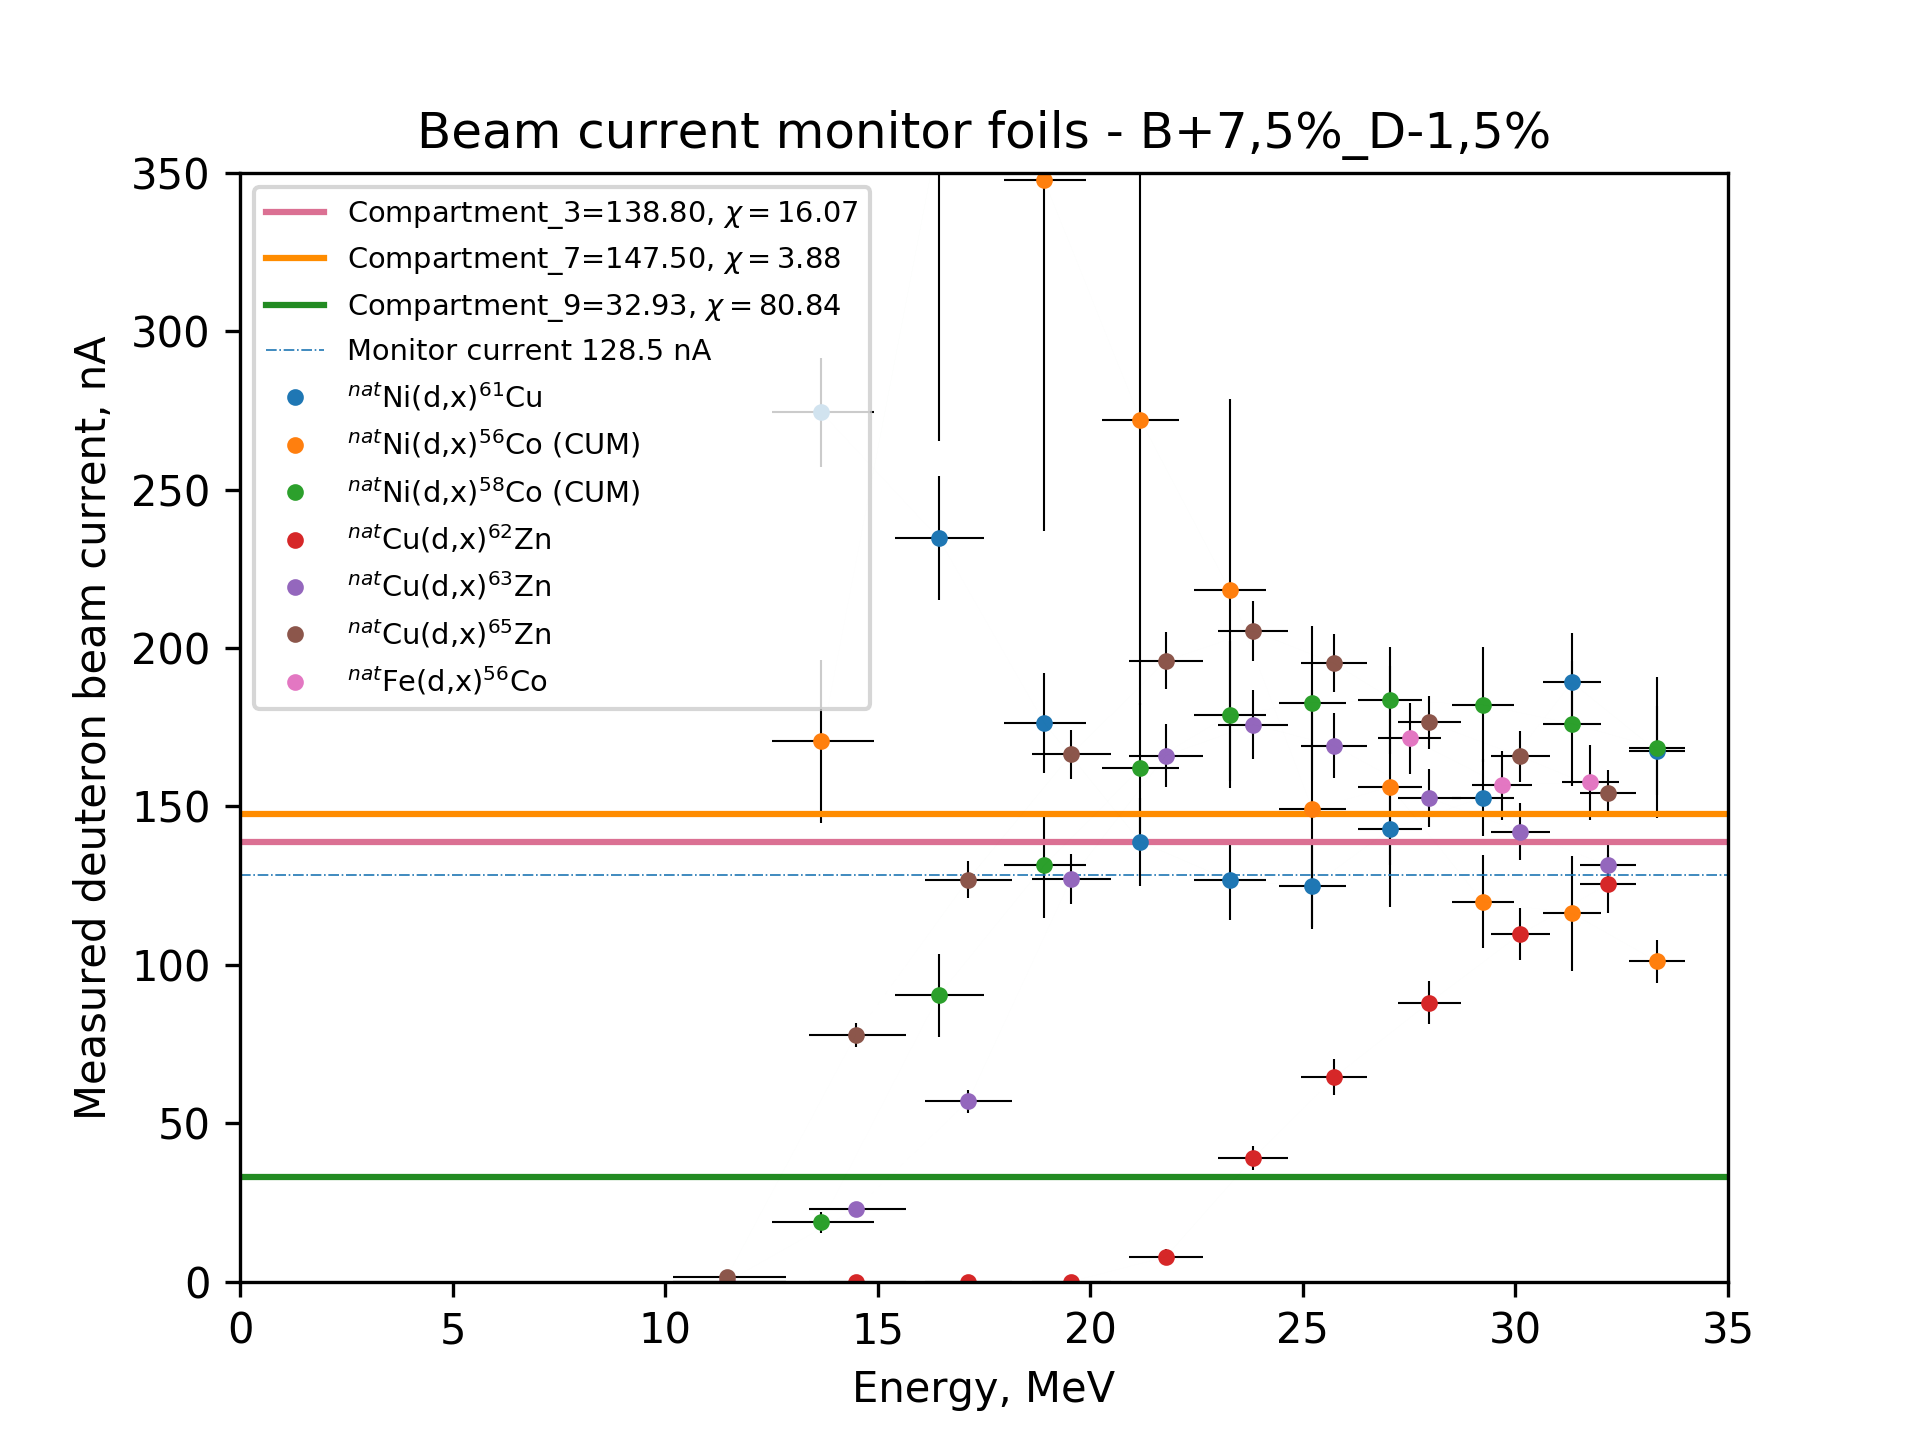 Beam current monitor foils - B+7,5%_D-1,5%
Measured deuteron beam current, nA
350
300
250
200
150
100
50
0
Compartment_3=138.80, χ = 16.07
Compartment_7=147.50, χ = 3.88
Compartment_9=32.93, χ = 80.84
Monitor current 128.5 nA
ⁿᵃᵗNi(d,x)⁶¹Cu
ⁿᵃᵗNi(d,x)⁵⁶Co (CUM)
ⁿᵃᵗNi(d,x)⁵⁸Co (CUM)
ⁿᵃᵗCu(d,x)⁶²Zn
ⁿᵃᵗCu(d,x)⁶³Zn
ⁿᵃᵗCu(d,x)⁶⁵Zn
ⁿᵃᵗFe(d,x)⁵⁶Co
0 5 10 15 20 25 30 35
Energy, MeV